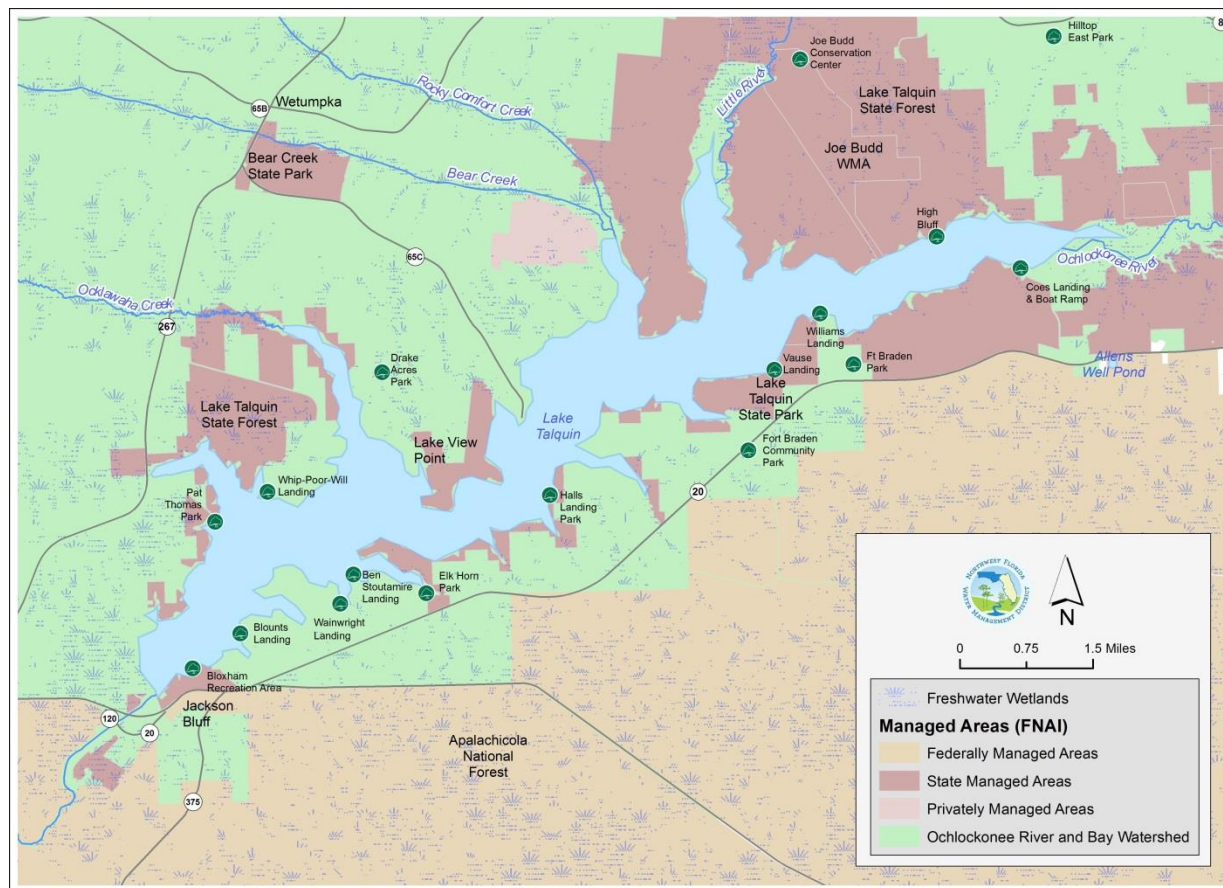 Hilltop
East Park
8
Joe Budd
Conservation
Center
Little River
Rocky Comfort Creek
Wetumpka
65B
Lake Talquin
State Forest
Joe Budd
WMA
Bear Creek
State Park
Bear Creek
High
Bluff
65C
Ochlockonee River
Coes Landing
& Boat Ramp
Ocklawaha Creek
267
Williams
Landing
Drake
Acres
Park
Vause
Landing
Ft Braden
Park
Allens
Well Pond
Lake
Talquin
State Park
Lake Talquin
State Forest
Lake
Talquin
Lake View
Point
Fort Braden
Community
Park
Whip-Poor-Will
Landing
Pat
Thomas
Park
Halls
Landing
Park
20
Ben
Stoutamire
Landing
Elk Horn
Park
Wainwright
Landing
Blounts
Landing
Bloxham
Recreation Area
Jackson
Bluff
120
20
375
Apalachicola
National
Forest
NORTHWEST FLORIDA
WATER MANAGEMENT DISTRICT
N
0 0.75 1.5 Miles
Freshwater Wetlands
Managed Areas (FNAI)
Federally Managed Areas
State Managed Areas
Privately Managed Areas
Ochlockonee River and Bay Watershed